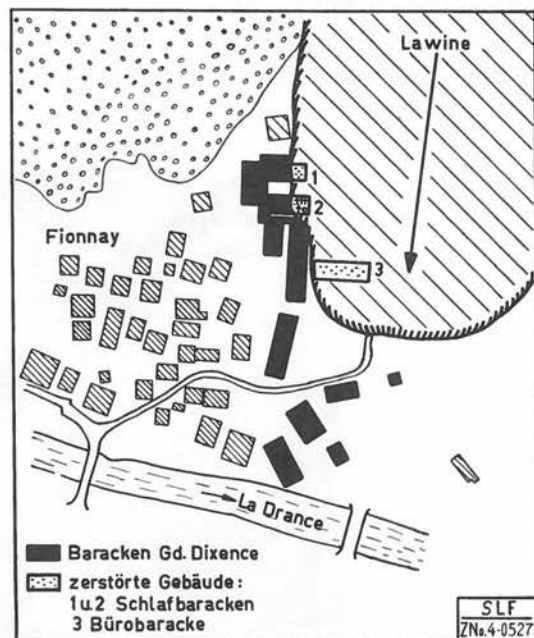 Lawine
1
2
Fionnay
3
La Drance
Baracken Gd. Dixence
zerstörte Gebäude:
1u.2 Schlafbaracken
3 Bürobaracke
SLF
ZNo. 4-0527